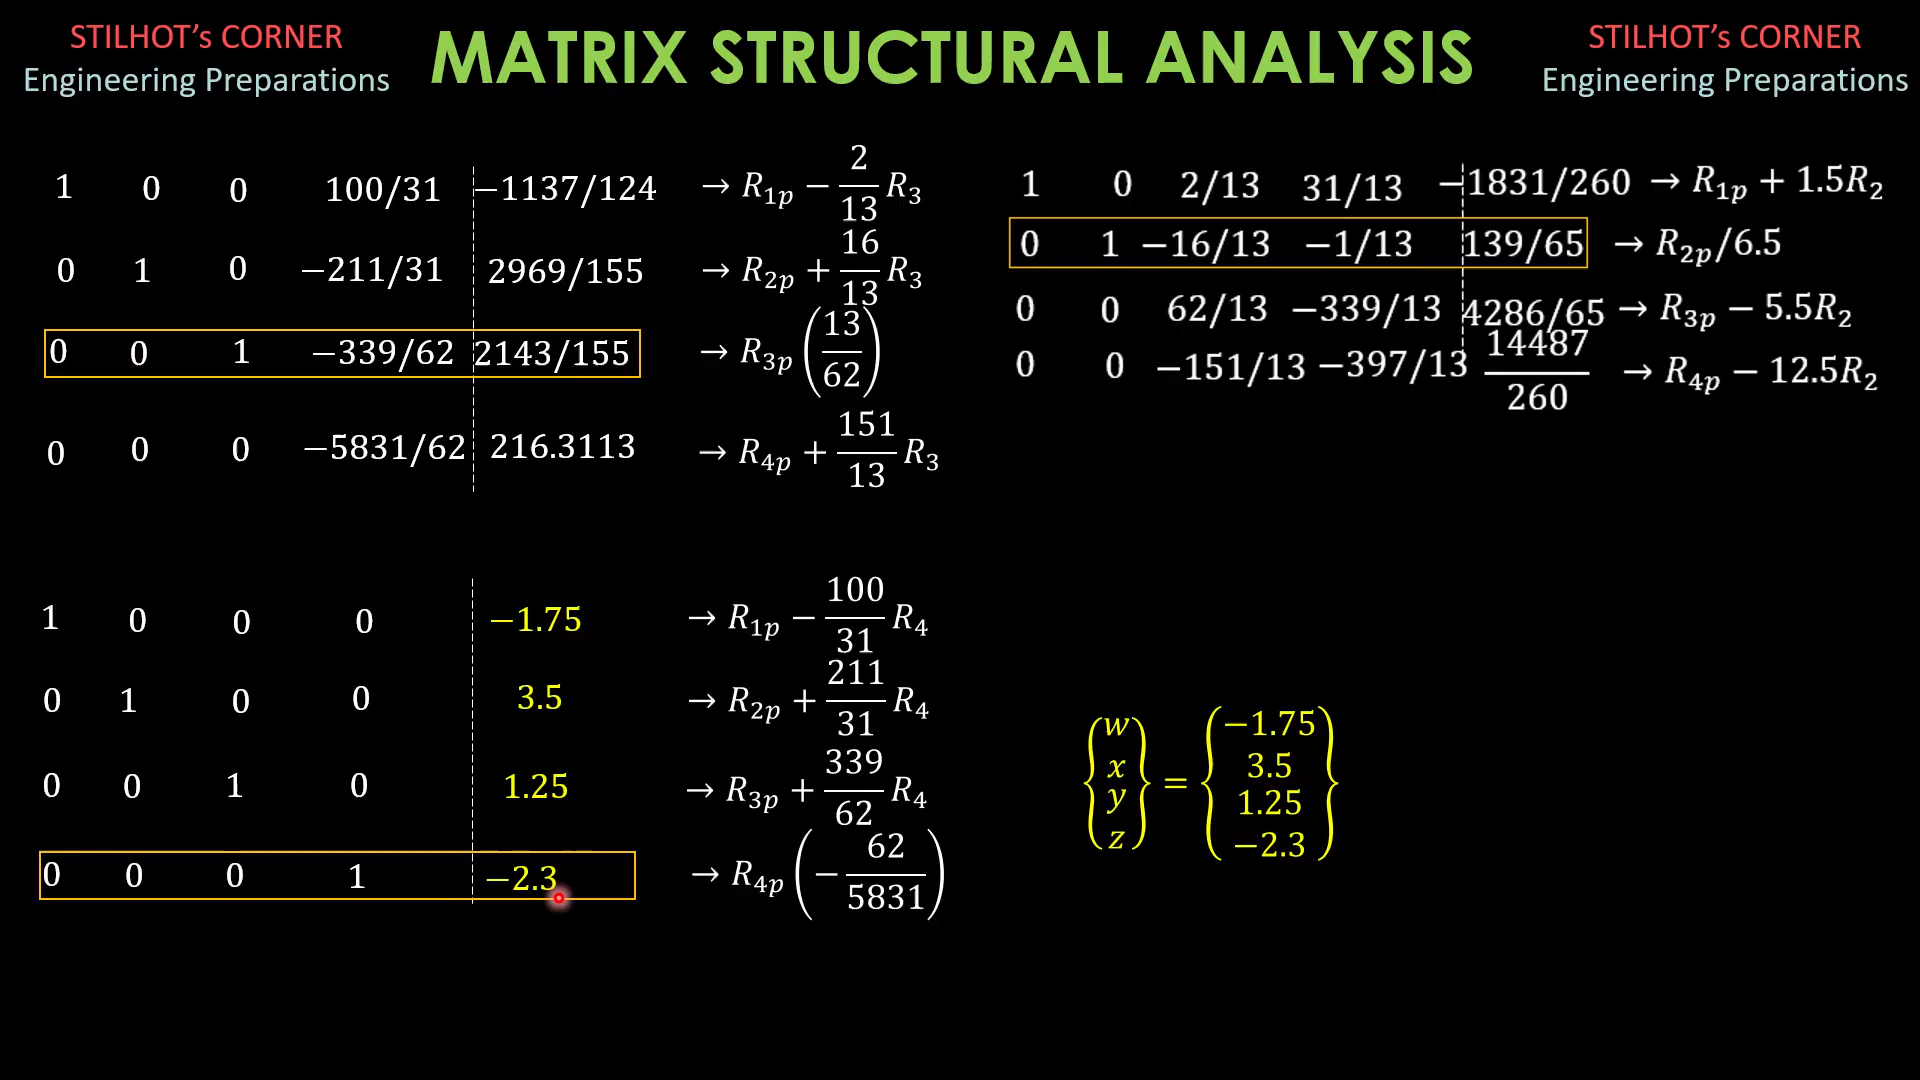 STILHOT's CORNER
Engineering Preparations
MATRIX STRUCTURAL ANALYSIS
STILHOT's CORNER
Engineering Preparations
1 0 0 100/31 −1137/124 → R₁ₚ − 2/13 R₃
0 1 0 −211/31 2969/155 → R₂ₚ + 16/13 R₃
0 0 1 −339/62 2143/155 → R₃ₚ (13/62)
0 0 0 −5831/62 216.3113 → R₄ₚ + 151/13 R₃
1 0 2/13 31/13 −1831/260 → R₁ₚ + 1.5R₂
0 1 −16/13 −1/13 139/65 → R₂ₚ/6.5
0 0 62/13 −339/13 4286/65 → R₃ₚ − 5.5R₂
0 0 −151/13 −397/13 14487/260 → R₄ₚ − 12.5R₂
1 0 0 0 −1.75 → R₁ₚ − 100/31 R₄
0 1 0 0 3.5 → R₂ₚ + 211/31 R₄
0 0 1 0 1.25 → R₃ₚ + 339/62 R₄
0 0 0 1 −2.3 → R₄ₚ (− 62/5831)
{w x y z} = {−1.75 3.5 1.25 −2.3}